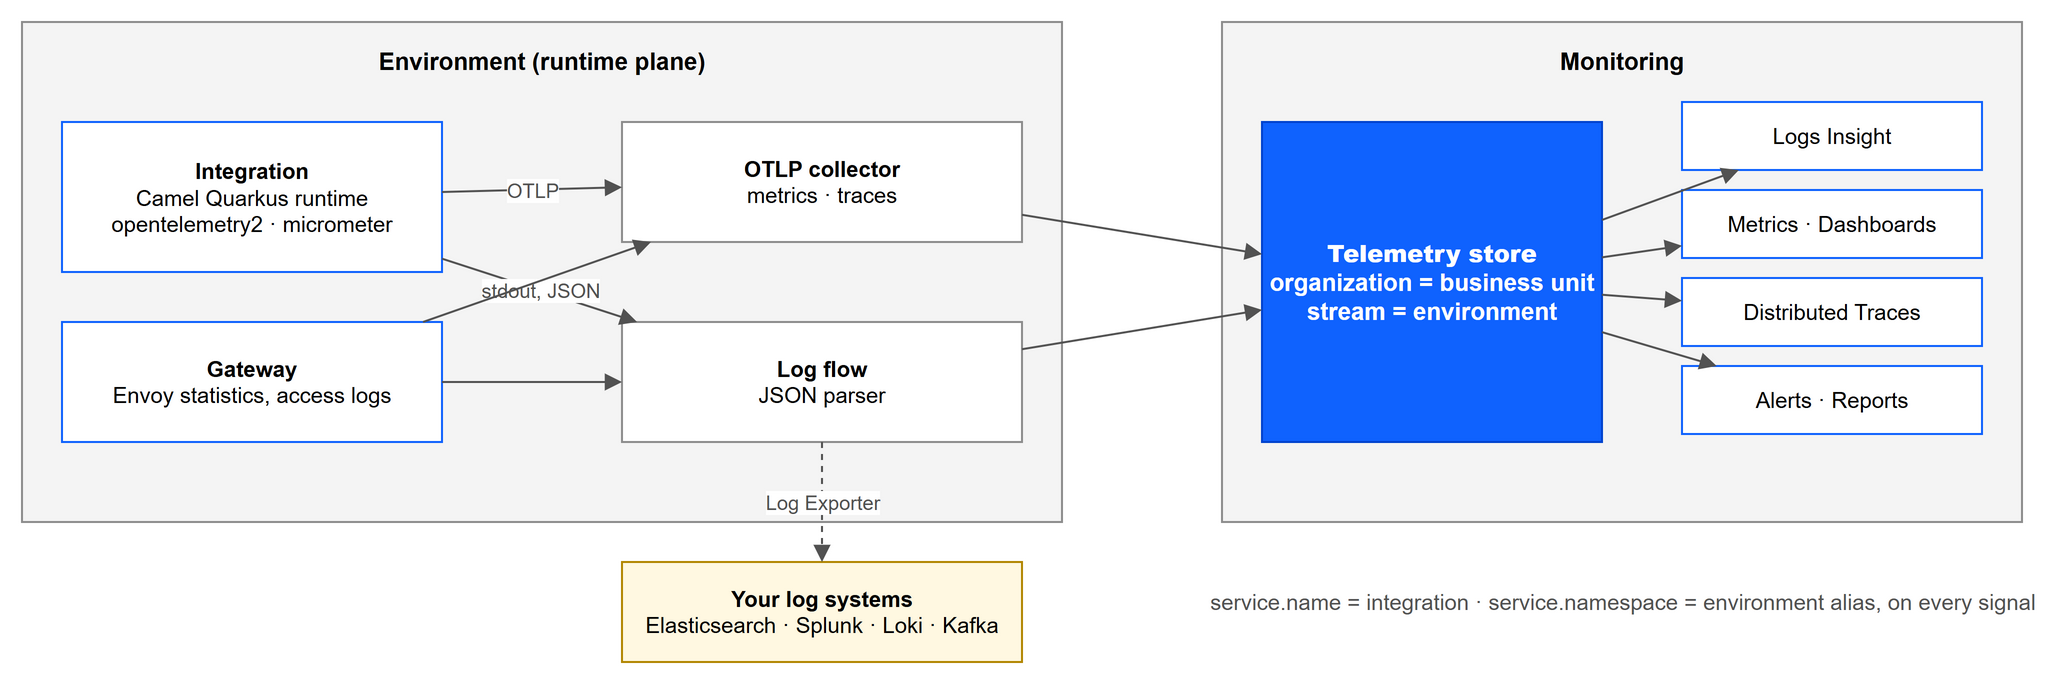 Environment (runtime plane)
Integration
Camel Quarkus runtime
opentelemetry2 · micrometer
OTLP
OTLP collector
metrics · traces
stdout, JSON
Gateway
Envoy statistics, access logs
Log flow
JSON parser
Log Exporter
Your log systems
Elasticsearch · Splunk · Loki · Kafka
Monitoring
Telemetry store
organization = business unit
stream = environment
Logs Insight
Metrics · Dashboards
Distributed Traces
Alerts · Reports
service.name = integration · service.namespace = environment alias, on every signal